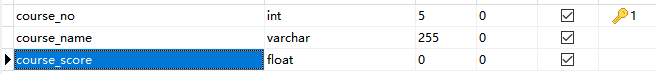 course_no int 5 0 1
course_name varchar 255 0
course_score float 0 0